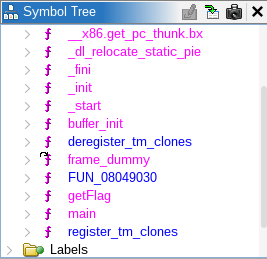 Symbol Tree
__x86.get_pc_thunk.bx
_dl_relocate_static_pie
_fini
_init
_start
buffer_init
deregister_tm_clones
frame_dummy
FUN_08049030
getFlag
main
register_tm_clones
Labels